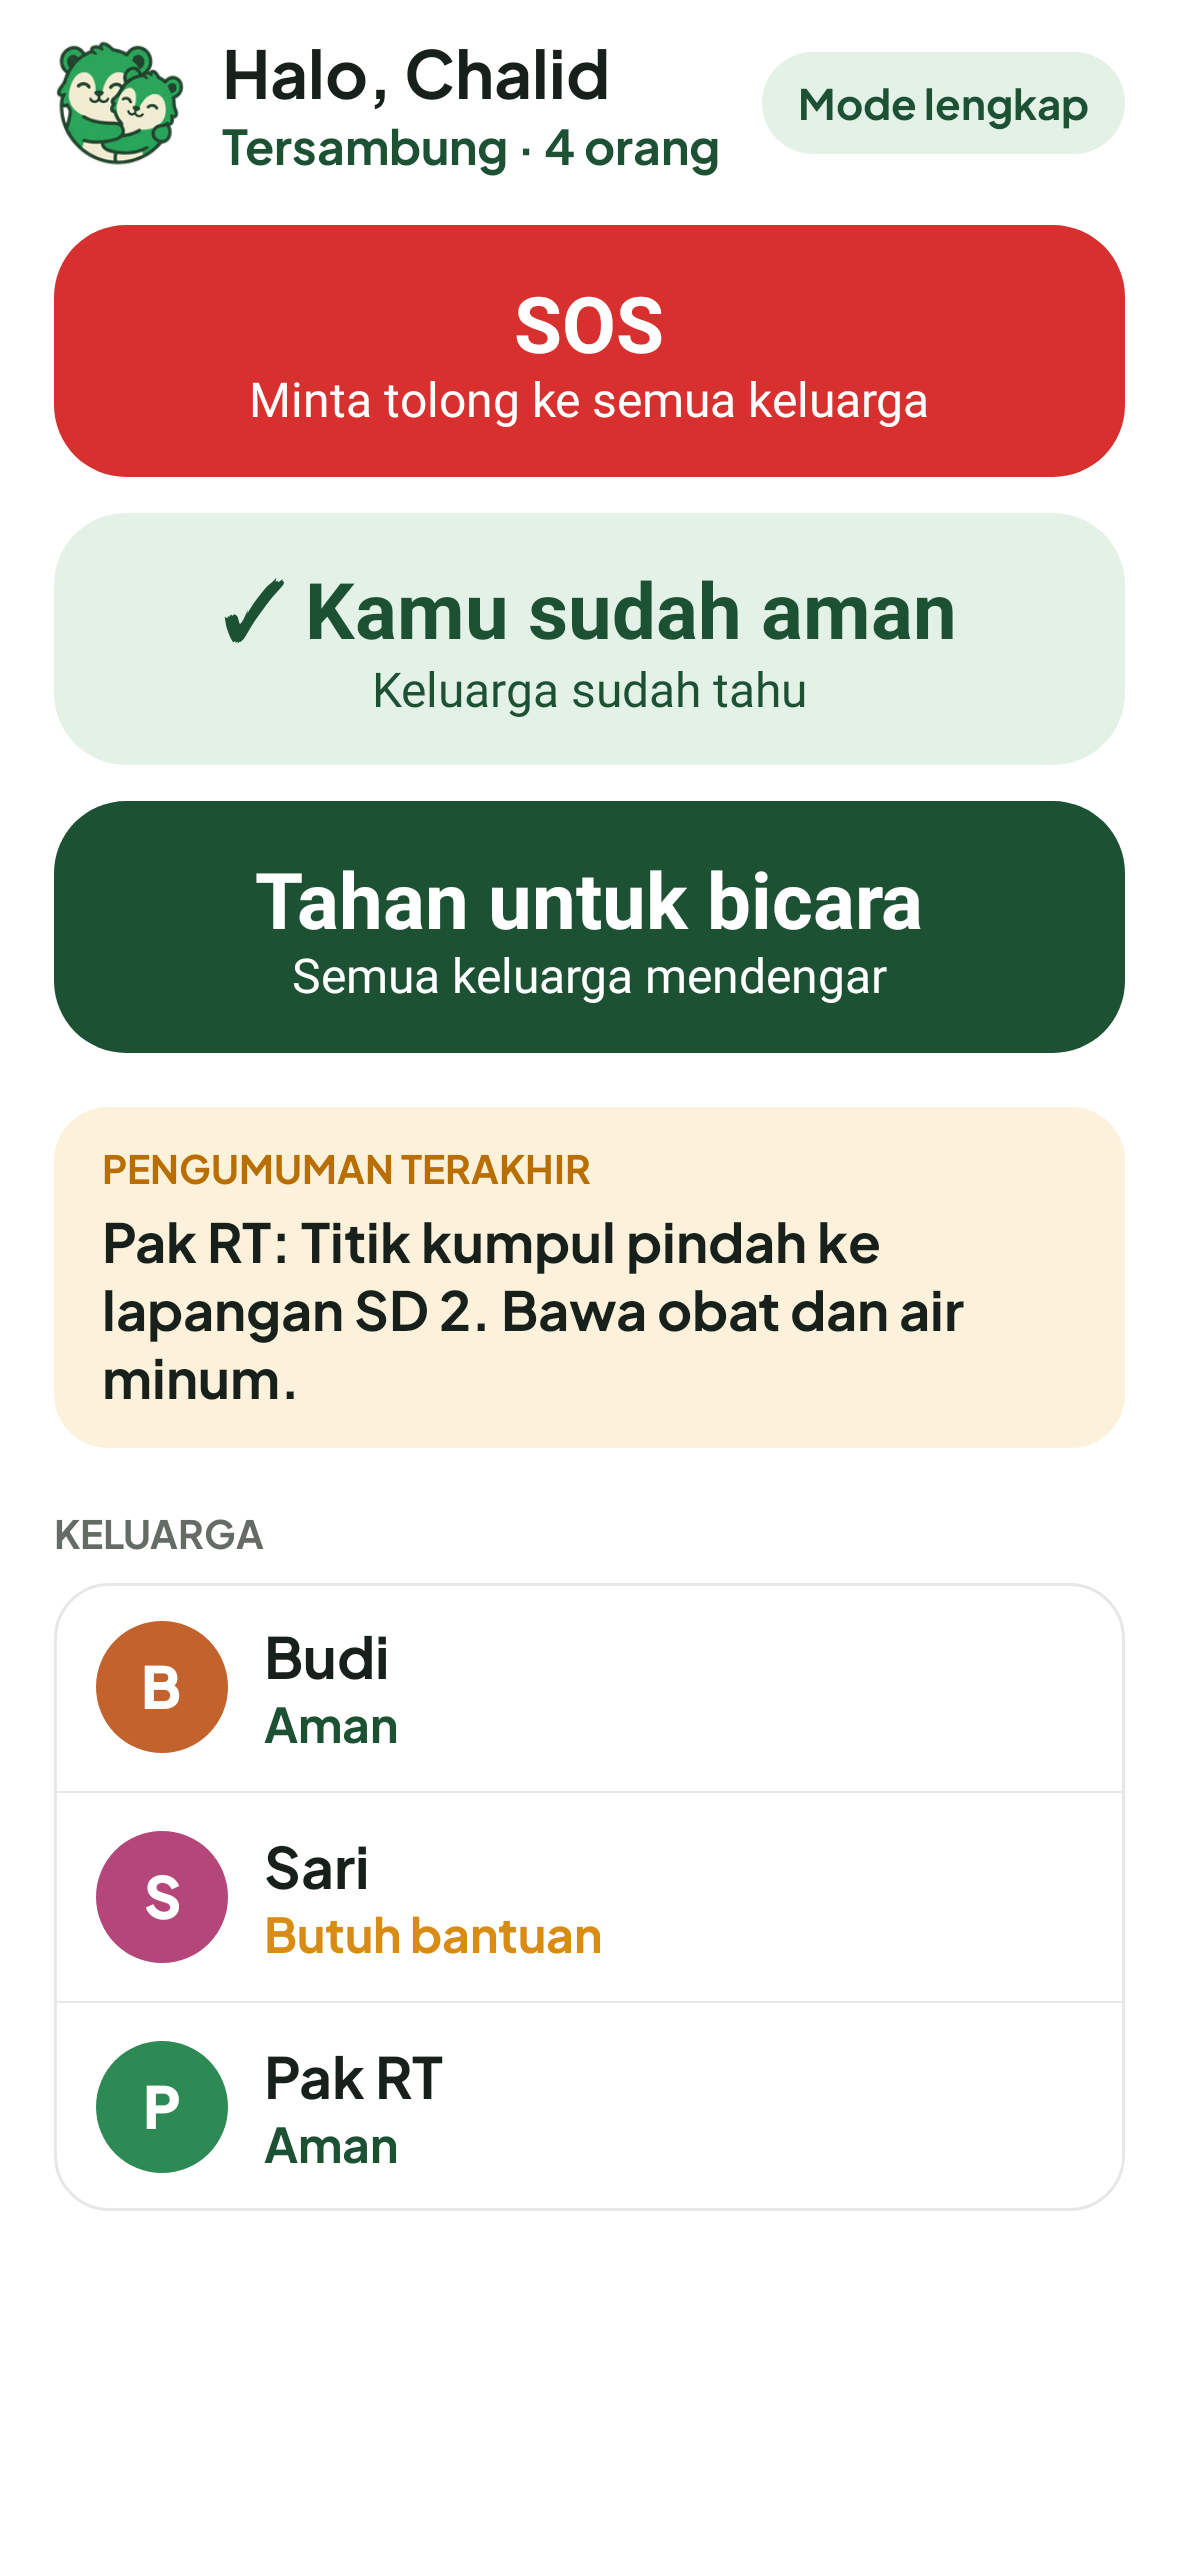 Halo, Chalid
Tersambung · 4 orang
Mode lengkap
SOS
Minta tolong ke semua keluarga
✓ Kamu sudah aman
Keluarga sudah tahu
Tahan untuk bicara
Semua keluarga mendengar
PENGUMUMAN TERAKHIR
Pak RT: Titik kumpul pindah ke
lapangan SD 2. Bawa obat dan air
minum.
KELUARGA
B
Budi
Aman
S
Sari
Butuh bantuan
P
Pak RT
Aman